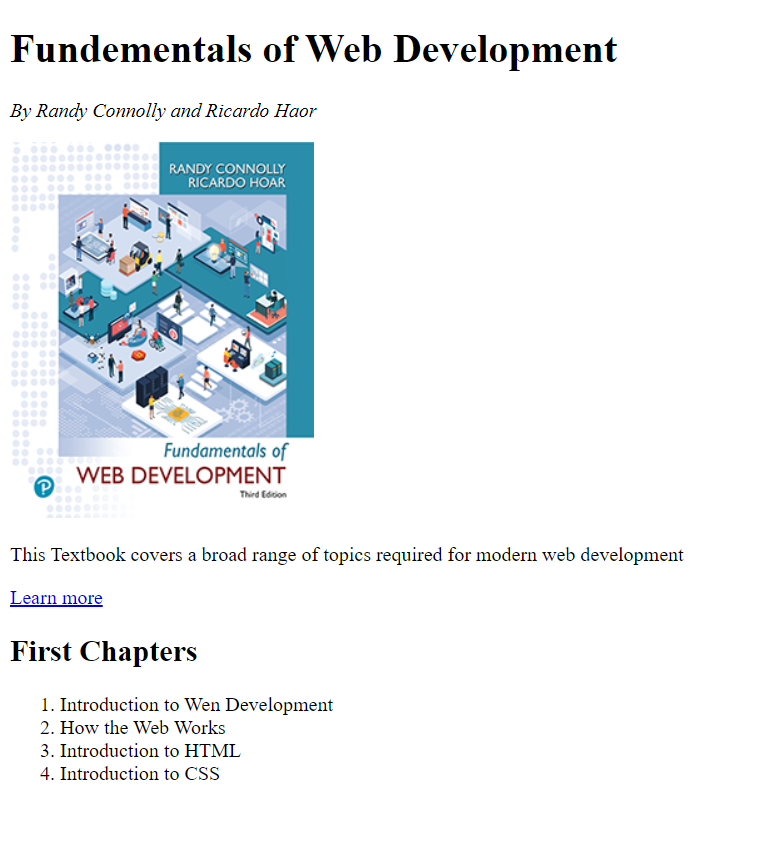 Fundementals of Web Development
By Randy Connolly and Ricardo Haor
RANDY CONNOLLY
RICARDO HOAR
Fundamentals of
WEB DEVELOPMENT
Third Edition
P
This Textbook covers a broad range of topics required for modern web development
Learn more
First Chapters
1. Introduction to Wen Development
2. How the Web Works
3. Introduction to HTML
4. Introduction to CSS